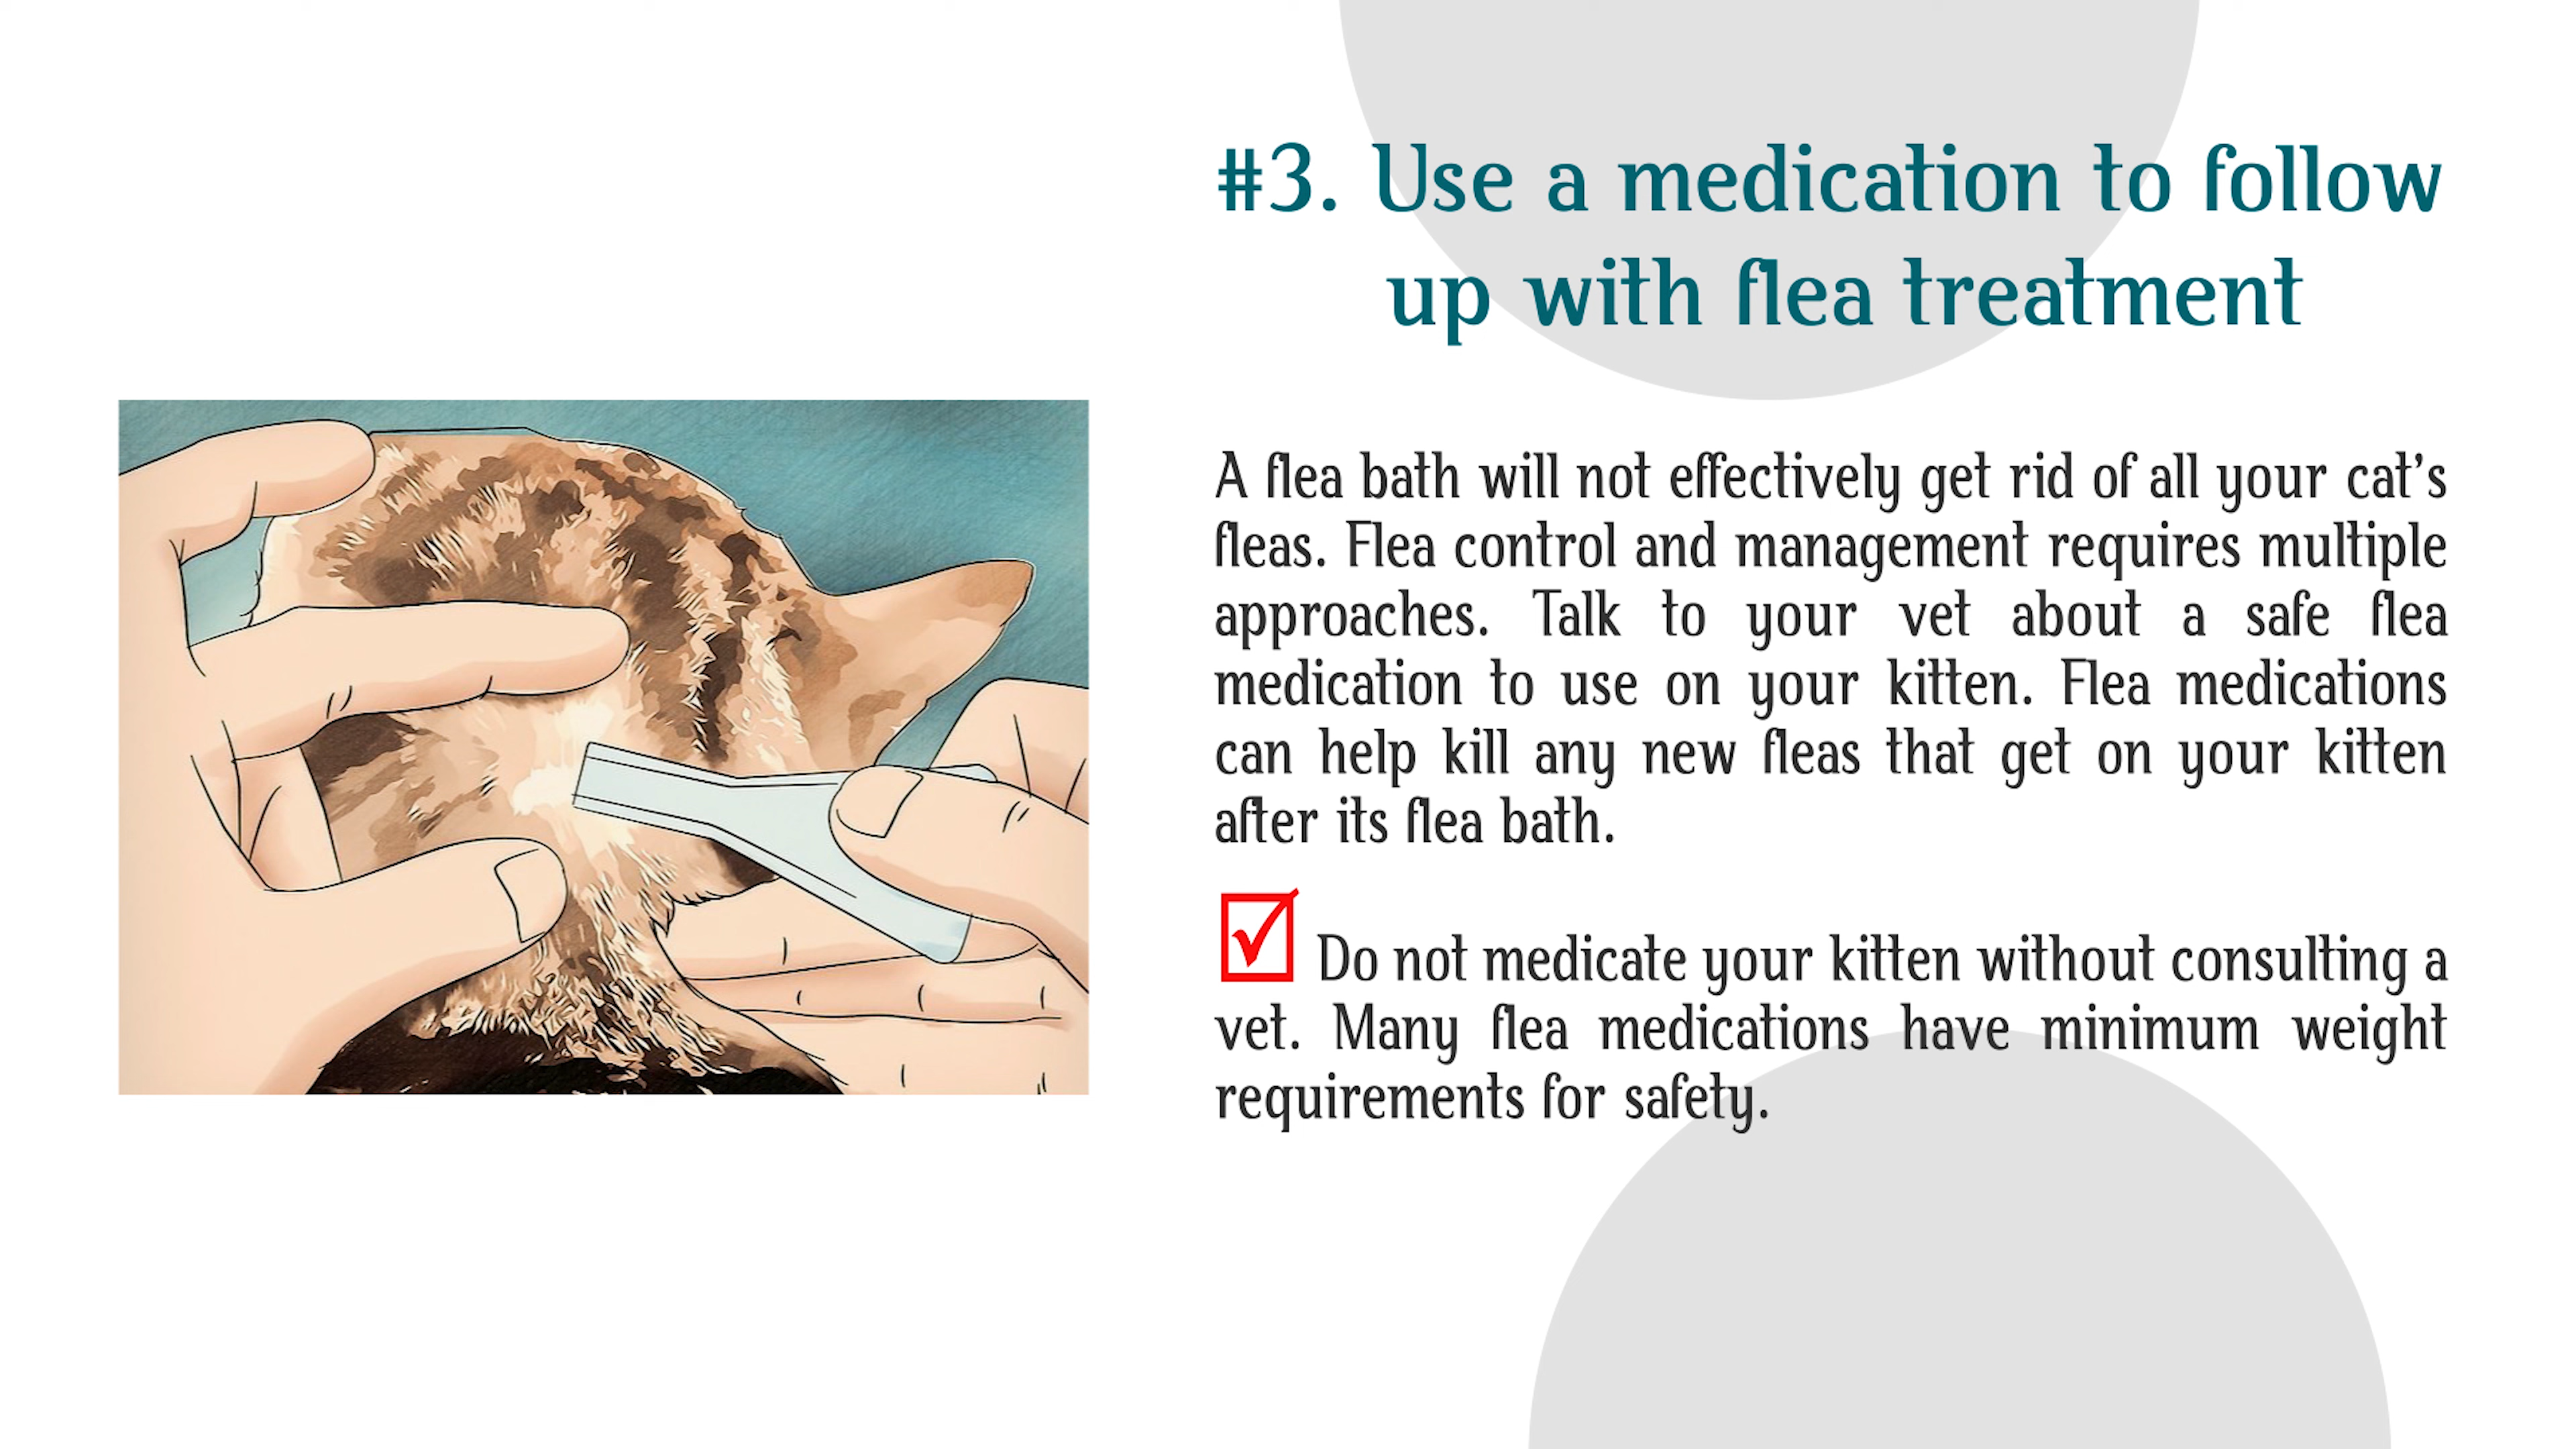 #3. Use a medication to follow
up with flea treatment
A flea bath will not effectively get rid of all your cat's
fleas. Flea control and management requires multiple
approaches. Talk to your vet about a safe flea
medication to use on your kitten. Flea medications
can help kill any new fleas that get on your kitten
after its flea bath.
Do not medicate your kitten without consulting a
vet. Many flea medications have minimum weight
requirements for safety.